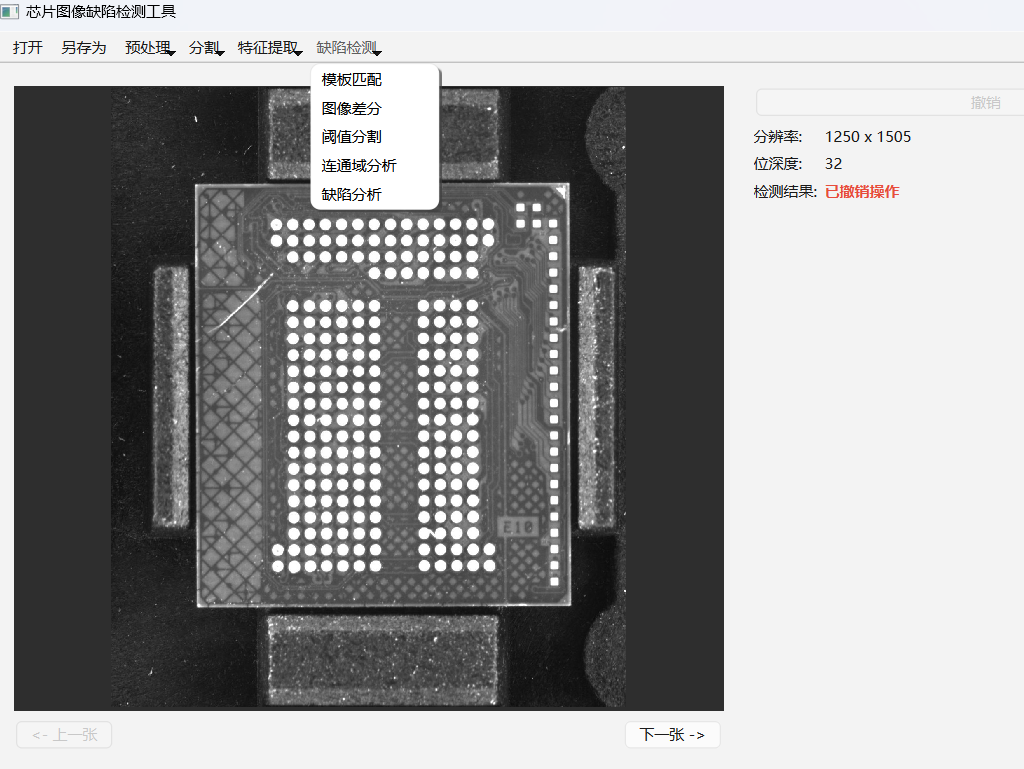 芯片图像缺陷检测工具
打开 另存为 预处理 分割 特征提取 缺陷检测
模板匹配
图像差分
阈值分割
连通域分析
缺陷分析
撤销
分辨率: 1250 x 1505
位深度: 32
检测结果: 已撤销操作
E10
<- 上一张
下一张 ->